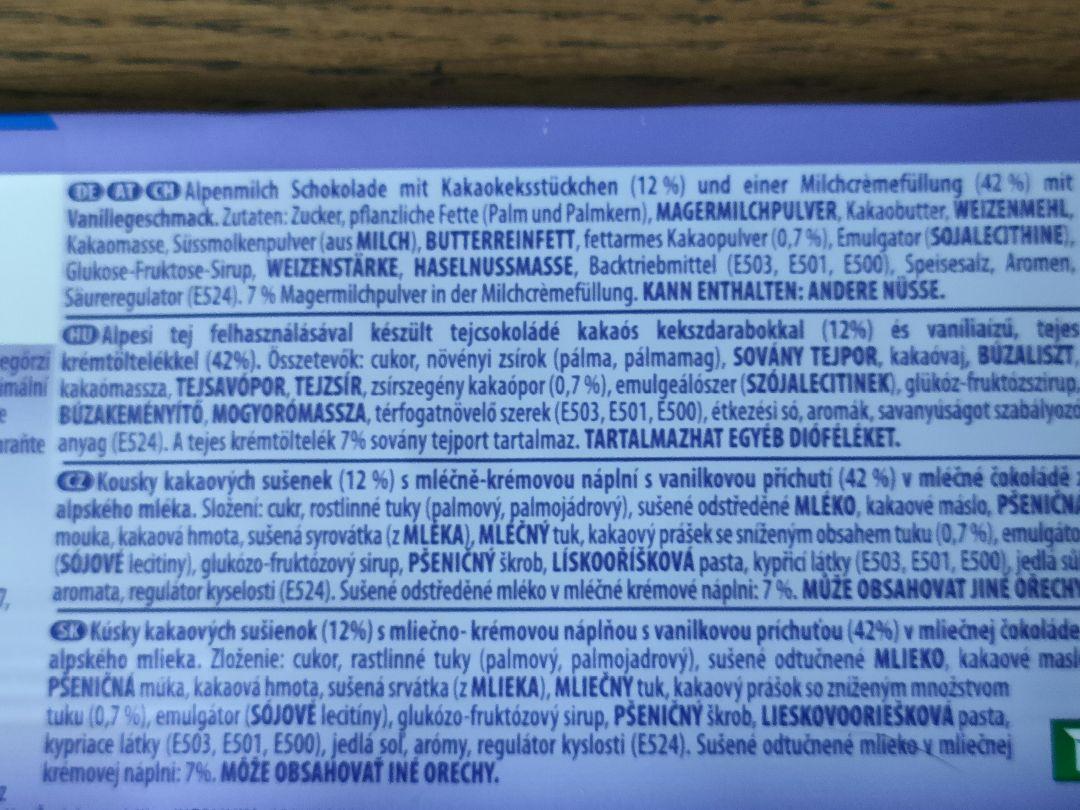 DE AT CH Alpenmilch Schokolade mit Kakaokeksstückchen (12 %) und einer Milchcrèmefüllung (42 %) mit
Vanillegeschmack. Zutaten: Zucker, pflanzliche Fette (Palm und Palmkern), MAGERMILCHPULVER, Kakaobutter, WEIZENMEHL,
Kakaomasse, Süssmolkenpulver (aus MILCH), BUTTERREINFETT, fettarmes Kakaopulver (0,7 %), Emulgator (SOJALECITHINE),
Glukose-Fruktose-Sirup, WEIZENSTÄRKE, HASELNUSSMASSE, Backtriebmittel (E503, E501, E500), Speisesalz, Aromen,
Säureregulator (E524). 7 % Magermilchpulver in der Milchcrèmefüllung. KANN ENTHALTEN: ANDERE NÜSSE.
HU Alpesi tej felhasználásával készült tejcsokoládé kakaós kekszdarabokkal (12%) és vaníliaízű, tejes
krémtöltelékkel (42%). Összetevők: cukor, növényi zsírok (pálma, pálmamag), SOVÁNY TEJPOR, kakaóvaj, BÚZALISZT,
kakaómassza, TEJSAVÓPOR, TEJZSÍR, zsírszegény kakaópor (0,7 %), emulgeálószer (SZÓJALECITINEK), glükóz-fruktózszirup,
BÚZAKEMÉNYÍTŐ, MOGYORÓMASSZA, térfogatnövelő szerek (E503, E501, E500), étkezési só, aromák, savanyúságot szabályozó
anyag (E524). A tejes krémtöltelék 7% sovány tejport tartalmaz. TARTALMAZHAT EGYÉB DIÓFÉLÉKET.
CZ Kousky kakaových sušenek (12 %) s mléčně-krémovou náplní s vanilkovou příchutí (42 %) v mléčné čokoládě z
alpského mléka. Složení: cukr, rostlinné tuky (palmový, palmojádrový), sušené odstředěné MLÉKO, kakaové máslo, PŠENIČNÁ
mouka, kakaová hmota, sušená syrovátka (z MLÉKA), MLÉČNÝ tuk, kakaový prášek se sníženým obsahem tuku (0,7 %), emulgáto
(SÓJOVÉ lecitiny), glukózo-fruktózový sirup, PŠENIČNÝ škrob, LÍSKOOŘÍŠKOVÁ pasta, kypřicí látky (E503, E501, E500), jedlá sůl
aromata, regulátor kyselosti (E524). Sušené odstředěné mléko v mléčné krémové náplni: 7 %. MŮŽE OBSAHOVAT JINÉ OŘECHY
SK Kúsky kakaových sušienok (12%) s mliečno- krémovou náplňou s vanilkovou príchuťou (42%) v mliečnej čokoláde
alpského mlieka. Zloženie: cukor, rastlinné tuky (palmový, palmojadrový), sušené odtučnené MLIEKO, kakaové masl
PŠENIČNÁ múka, kakaová hmota, sušená srvátka (z MLIEKA), MLIEČNY tuk, kakaový prášok so zníženým množstvom
tuku (0,7 %), emulgátor (SÓJOVÉ lecitíny), glukózo-fruktózový sirup, PŠENIČNÝ škrob, LIESKOVOORIEŠKOVÁ pasta,
kypriace látky (E503, E501, E500), jedlá soľ, arómy, regulátor kyslosti (E524). Sušené odtučnené mlieko v mliečnej
krémovej náplni: 7%. MÔŽE OBSAHOVAŤ INÉ ORECHY.